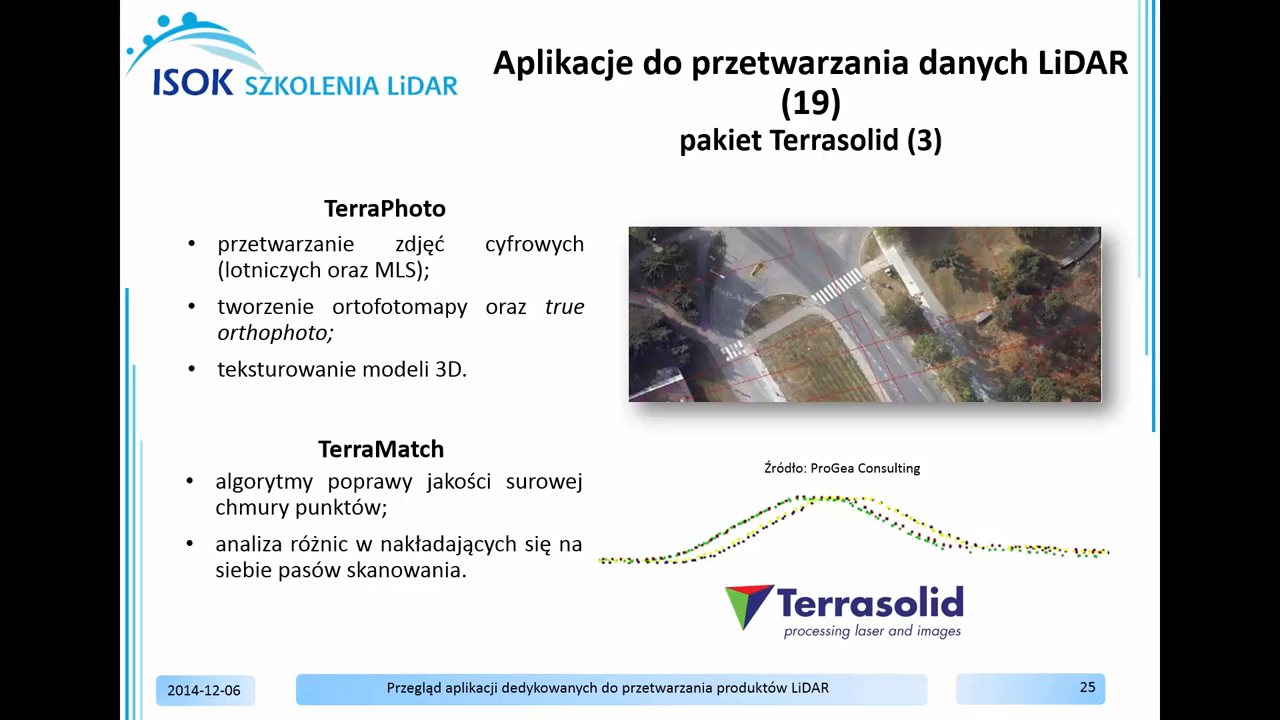 ISOK SZKOLENIA LiDAR
Aplikacje do przetwarzania danych LiDAR
(19)
pakiet Terrasolid (3)
TerraPhoto
• przetwarzanie zdjęć cyfrowych
(lotniczych oraz MLS);
• tworzenie ortofotomapy oraz true
orthophoto;
• teksturowanie modeli 3D.
TerraMatch
• algorytmy poprawy jakości surowej
chmury punktów;
• analiza różnic w nakładających się na
siebie pasów skanowania.
Źródło: ProGea Consulting
Terrasolid
processing laser and images
2014-12-06
Przegląd aplikacji dedykowanych do przetwarzania produktów LiDAR
25